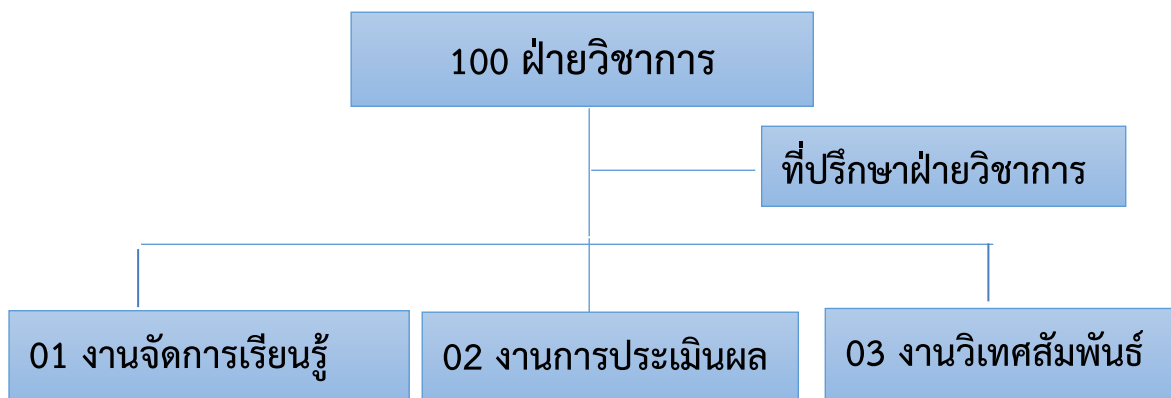 100 ฝ่ายวิชาการ
ที่ปรึกษาฝ่ายวิชาการ
01 งานจัดการเรียนรู้
02 งานการประเมินผล
03 งานวิเทศสัมพันธ์